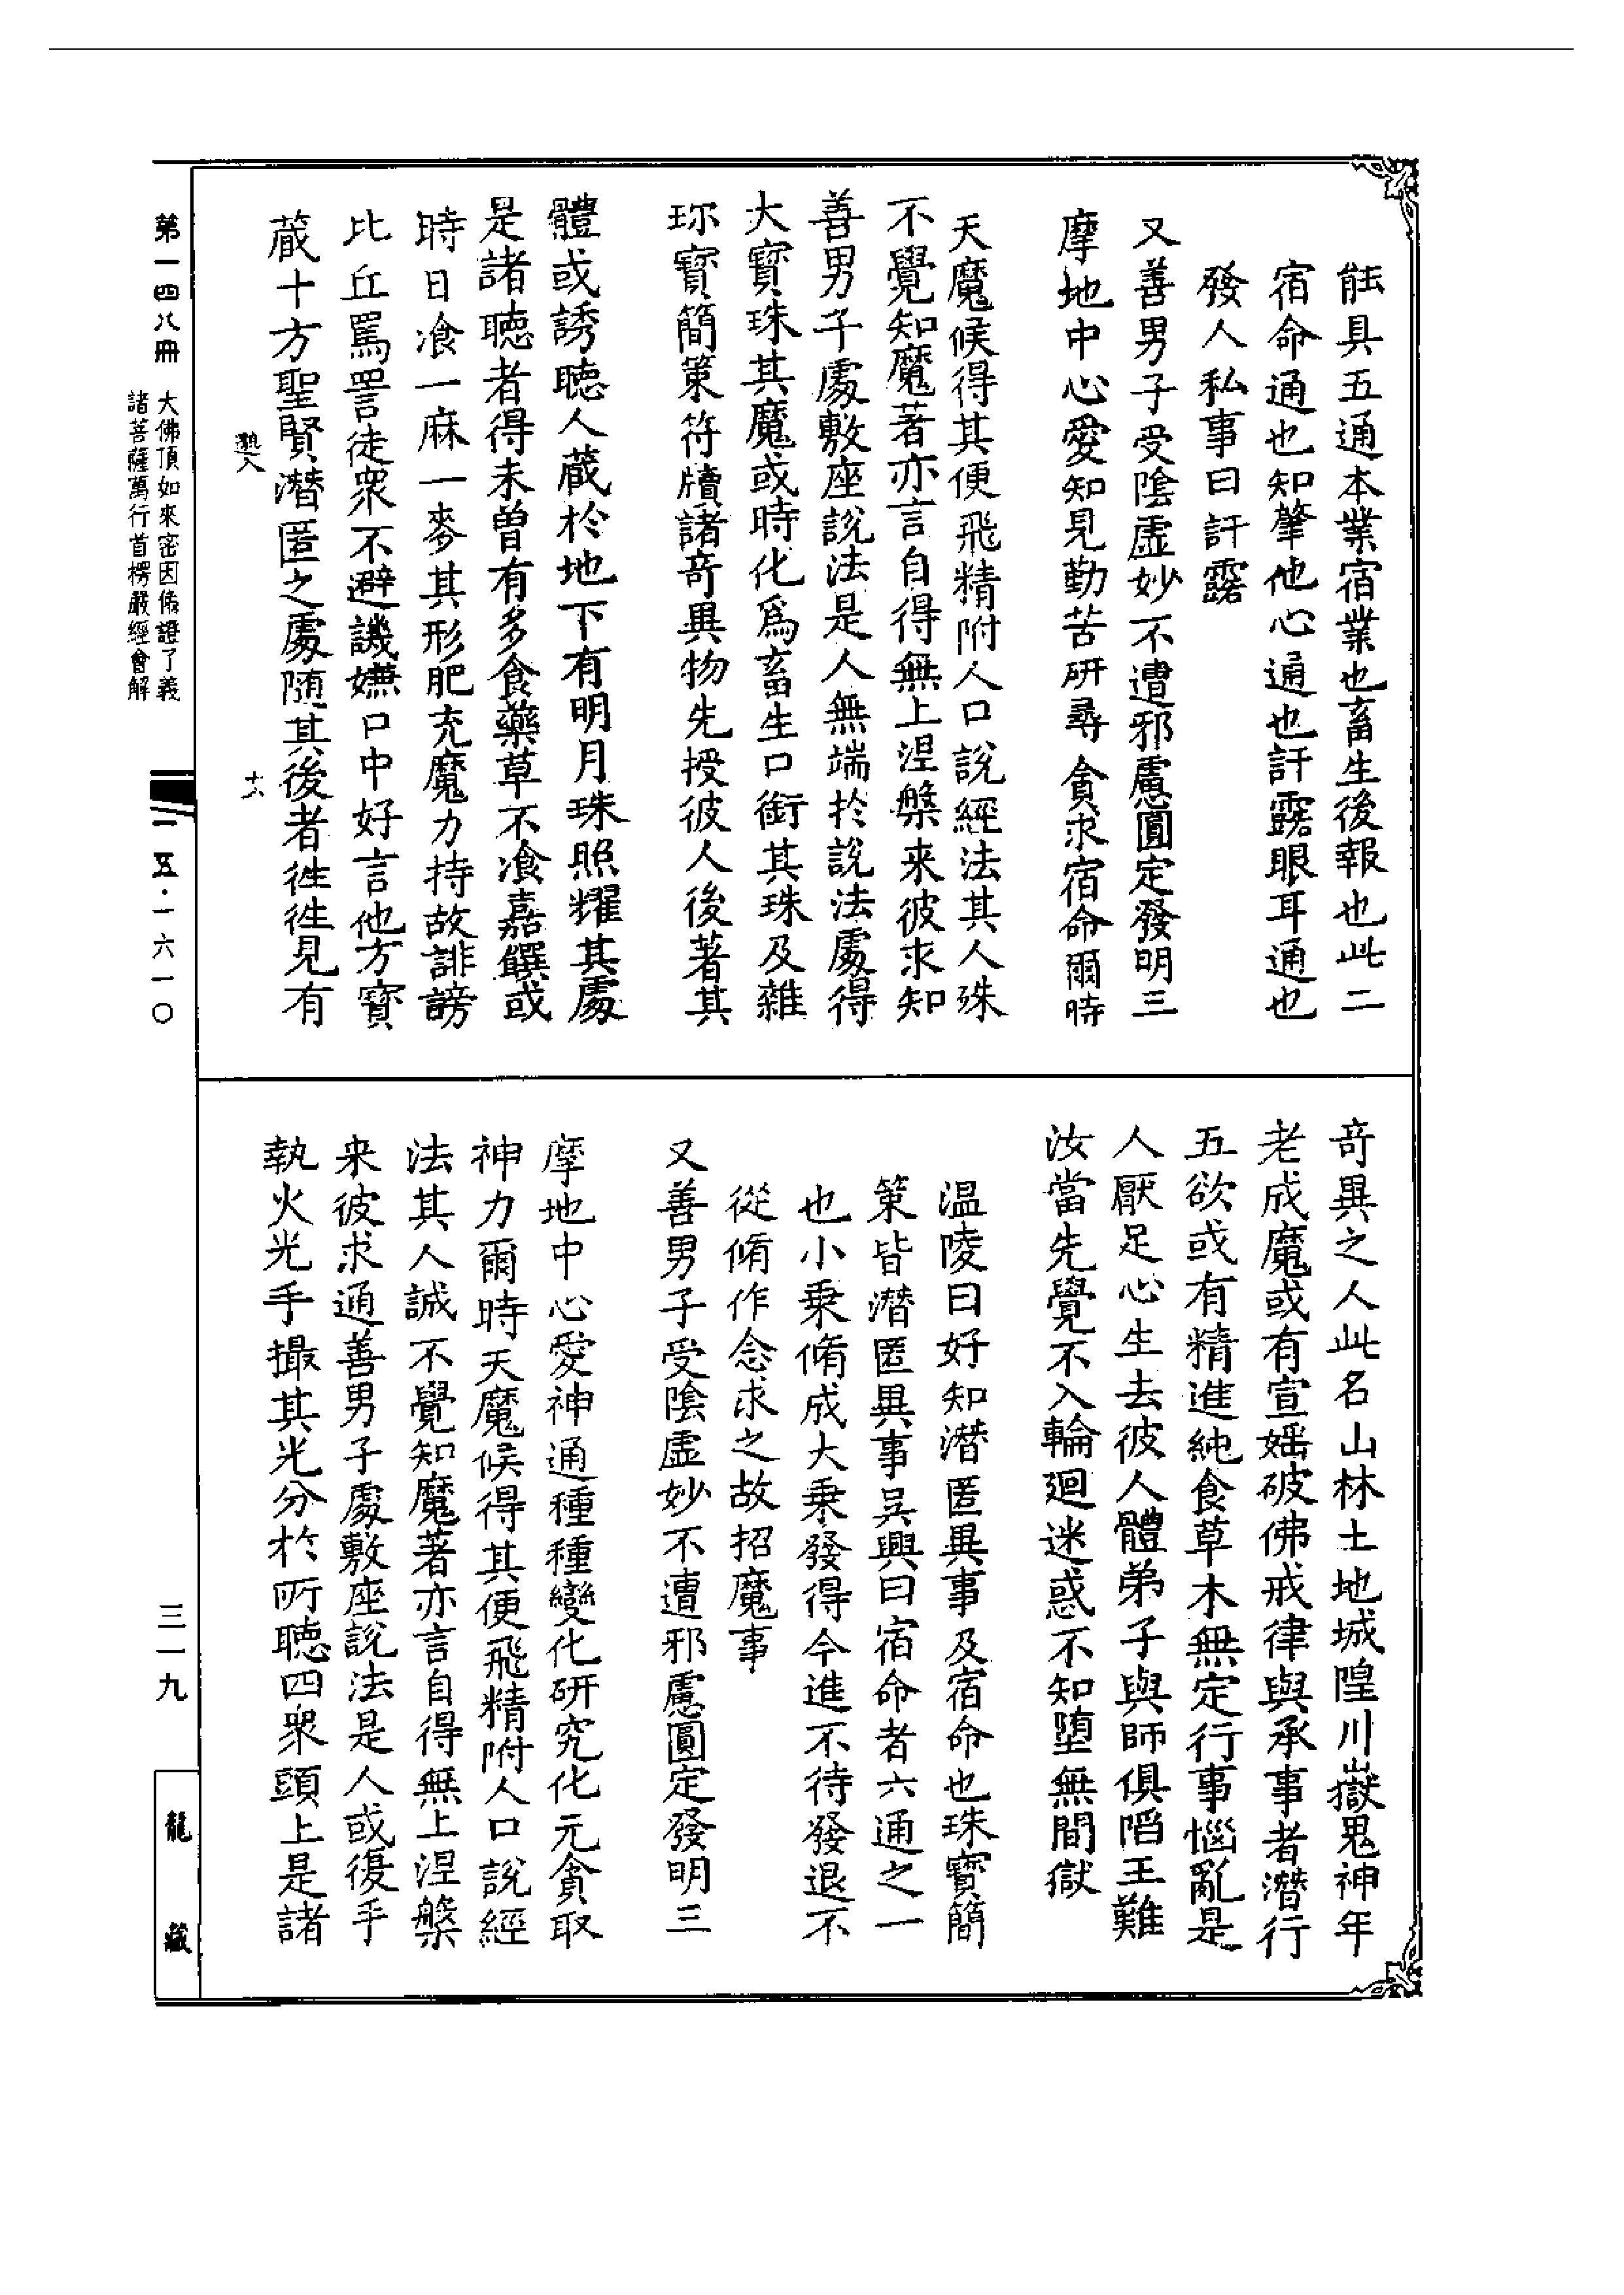 能具五通本業宿業也畜生後報也此二
宿命通也知肇他心通也訐露眼耳通也
發人私事曰訐露
又善男子受陰虛妙不遭邪慮圓定發明三
摩地中心愛知見勤苦研尋貪求宿命爾時
天魔候得其便飛精附人口說經法其人殊
不覺知魔著亦言自得無上涅槃来彼求知
善男子處敷座說法是人無端扵說法處得
大寳珠其魔或時化爲畜生口銜其珠及雜
珎寳簡策符牘諸竒異物先授彼人後著其
體或誘聽人藏於地下有明月珠照耀其處
是諸聽者得未曾有多食藥草不飡嘉饌或
時日飡一麻一麥其形肥充魔力持故誹謗
比丘罵詈徒衆不避譏嫌口中好言他方寳
藏十方聖賢潛匿之處隨其後者徃徃見有
竒異之人此名山林土地城隍川嶽鬼神年
老成魔或有宣婬破佛戒律與承事者潛行
五欲或有精進純食草木無定行事惱亂是
人厭足心生去彼人體弟子與師俱陷王難
汝當先覺不入輪迴迷惑不知墮無間獄
温陵曰好知潛匿異事及宿命也珠寳簡
策皆潛匿異事吳興曰宿命者六通之一
也小乗脩成大乗發得今進不待發退不
從脩作念求之故招魔事
又善男子受陰虛妙不遭邪慮圓定發明三
摩地中心愛神通種種變化研究化元貪取
神力爾時天魔候得其便飛精附人口說經
法其人誠不覺知魔著亦言自得無上涅槃
来彼求通善男子處敷座說法是人或復手
執火光手撮其光分於所聽四衆頭上是諸
第一四八冊
大佛頂如來密因脩證了義
諸菩薩萬行首楞嚴經會解
一五·一六一〇
三一九
龍藏